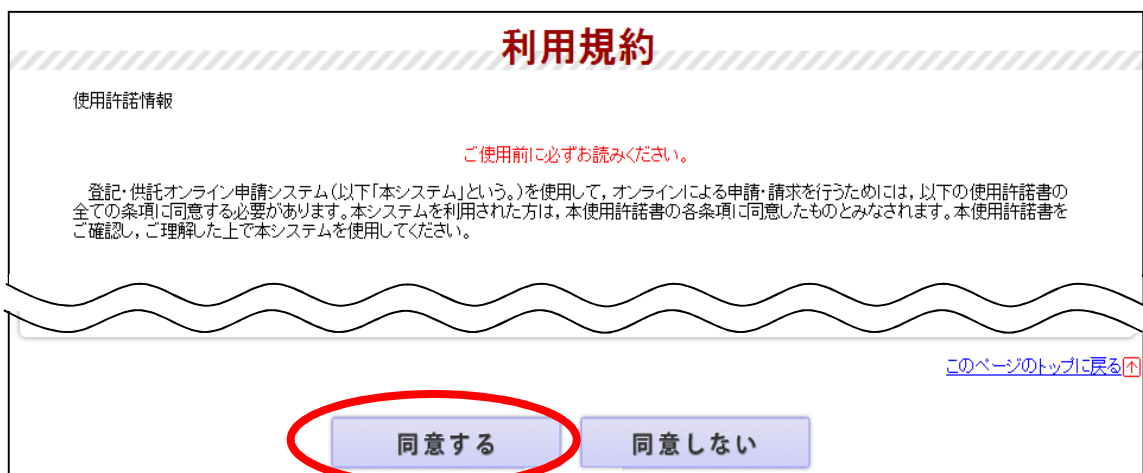 利用規約
使用許諾情報
ご使用前に必ずお読みください。
登記・供託オンライン申請システム(以下「本システム」という。)を使用して，オンラインによる申請・請求を行うためには，以下の使用許諾書の
全ての条項に同意する必要があります。本システムを利用された方は，本使用許諾書の各条項に同意したものとみなされます。本使用許諾書を
ご確認し，ご理解した上で本システムを使用してください。
このページのトップに戻る↑
同意する 同意しない